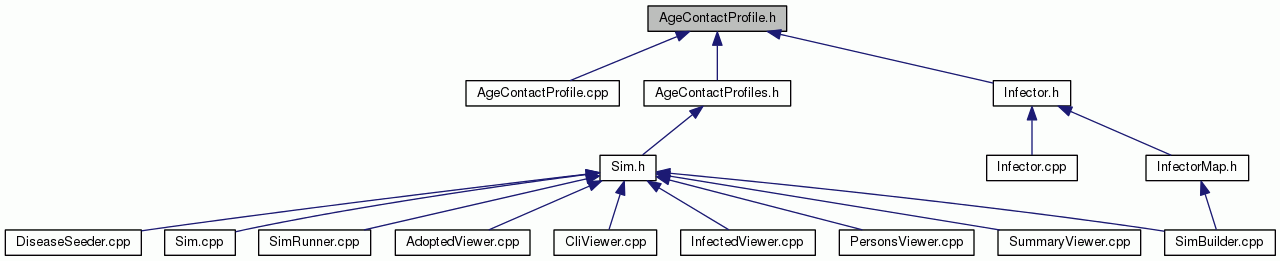 AgeContactProfile.h
AgeContactProfile.cpp
AgeContactProfiles.h
Infector.h
Sim.h
Infector.cpp
InfectorMap.h
DiseaseSeeder.cpp
Sim.cpp
SimRunner.cpp
AdoptedViewer.cpp
CliViewer.cpp
InfectedViewer.cpp
PersonsViewer.cpp
SummaryViewer.cpp
SimBuilder.cpp